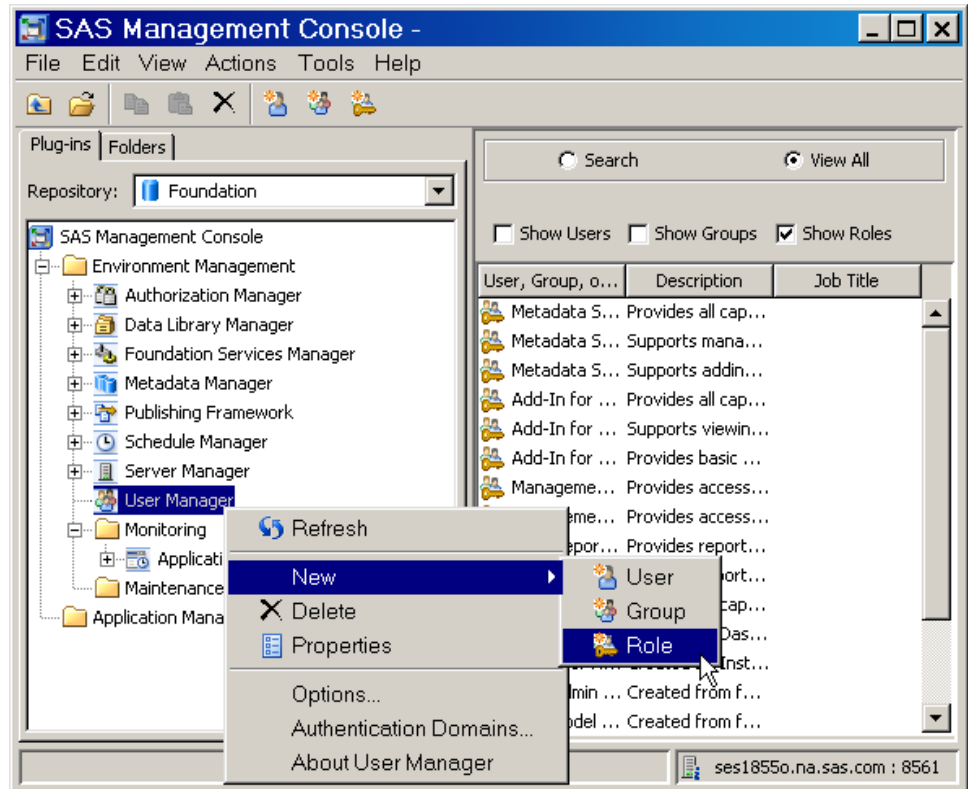 SAS Management Console -
File Edit View Actions Tools Help
Plug-ins Folders
Repository: Foundation
SAS Management Console
Environment Management
Authorization Manager
Data Library Manager
Foundation Services Manager
Metadata Manager
Publishing Framework
Schedule Manager
Server Manager
User Manager
Monitoring
Applicati
Maintenance
Application Mana
Refresh
New
Delete
Properties
Options...
Authentication Domains...
About User Manager
User
Group
Role
Search View All
Show Users Show Groups Show Roles
User, Group, o... Description Job Title
Metadata S... Provides all cap...
Metadata S... Supports mana...
Metadata S... Supports addin...
Add-In for ... Provides all cap...
Add-In for ... Supports viewin...
Add-In for ... Provides basic ...
Manageme... Provides access...
eme... Provides access...
epor... Provides report...
ort...
cap...
Das...
Inst...
dmin ... Created from f...
odel ... Created from f...
ses1855o.na.sas.com : 8561